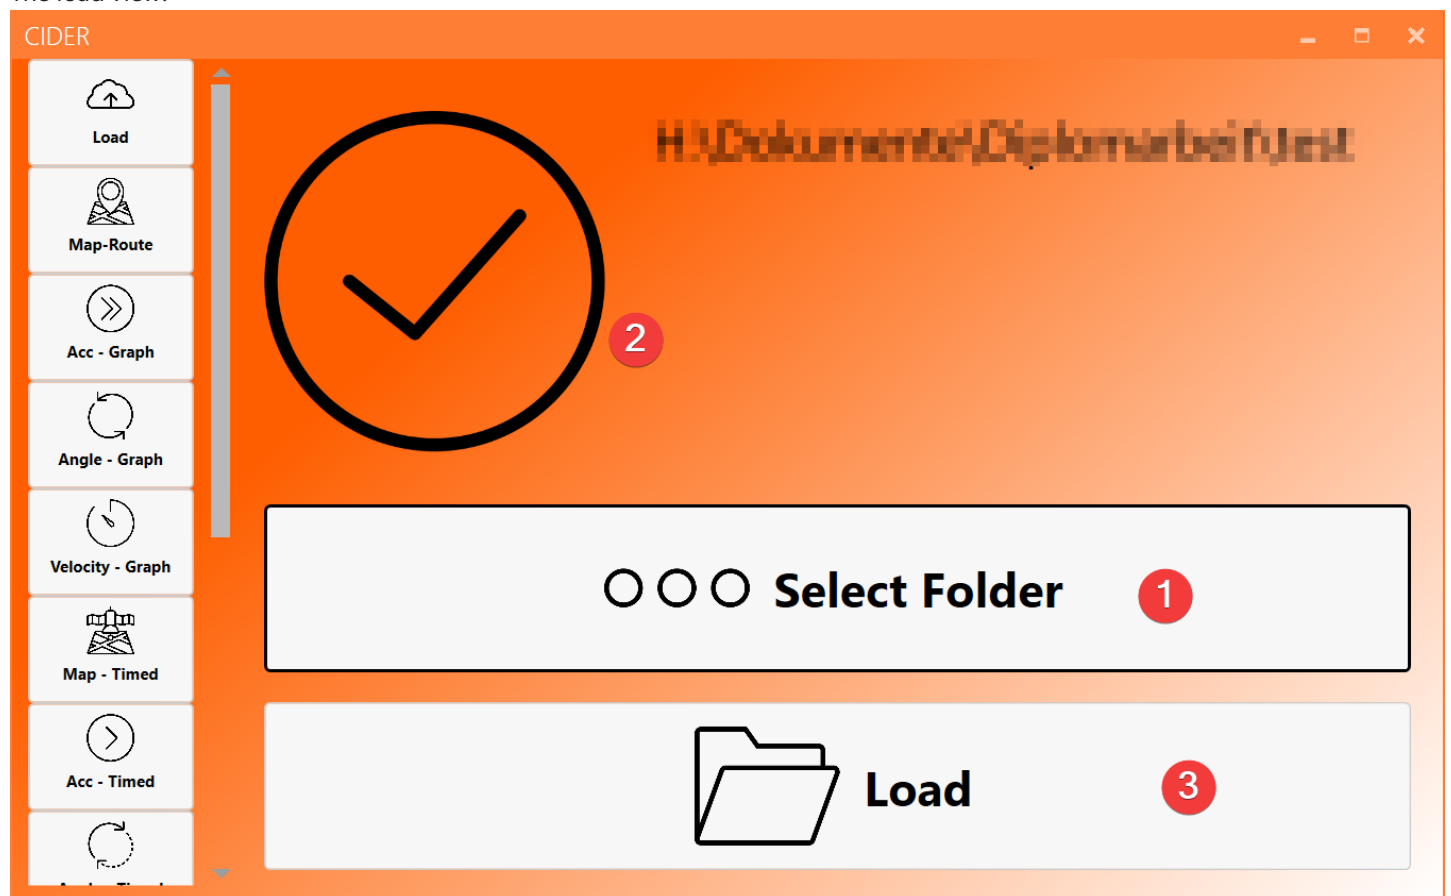 CIDER
Load
Map-Route
Acc - Graph
Angle - Graph
Velocity - Graph
Map - Timed
Acc - Timed
2
Select Folder
1
Load
3